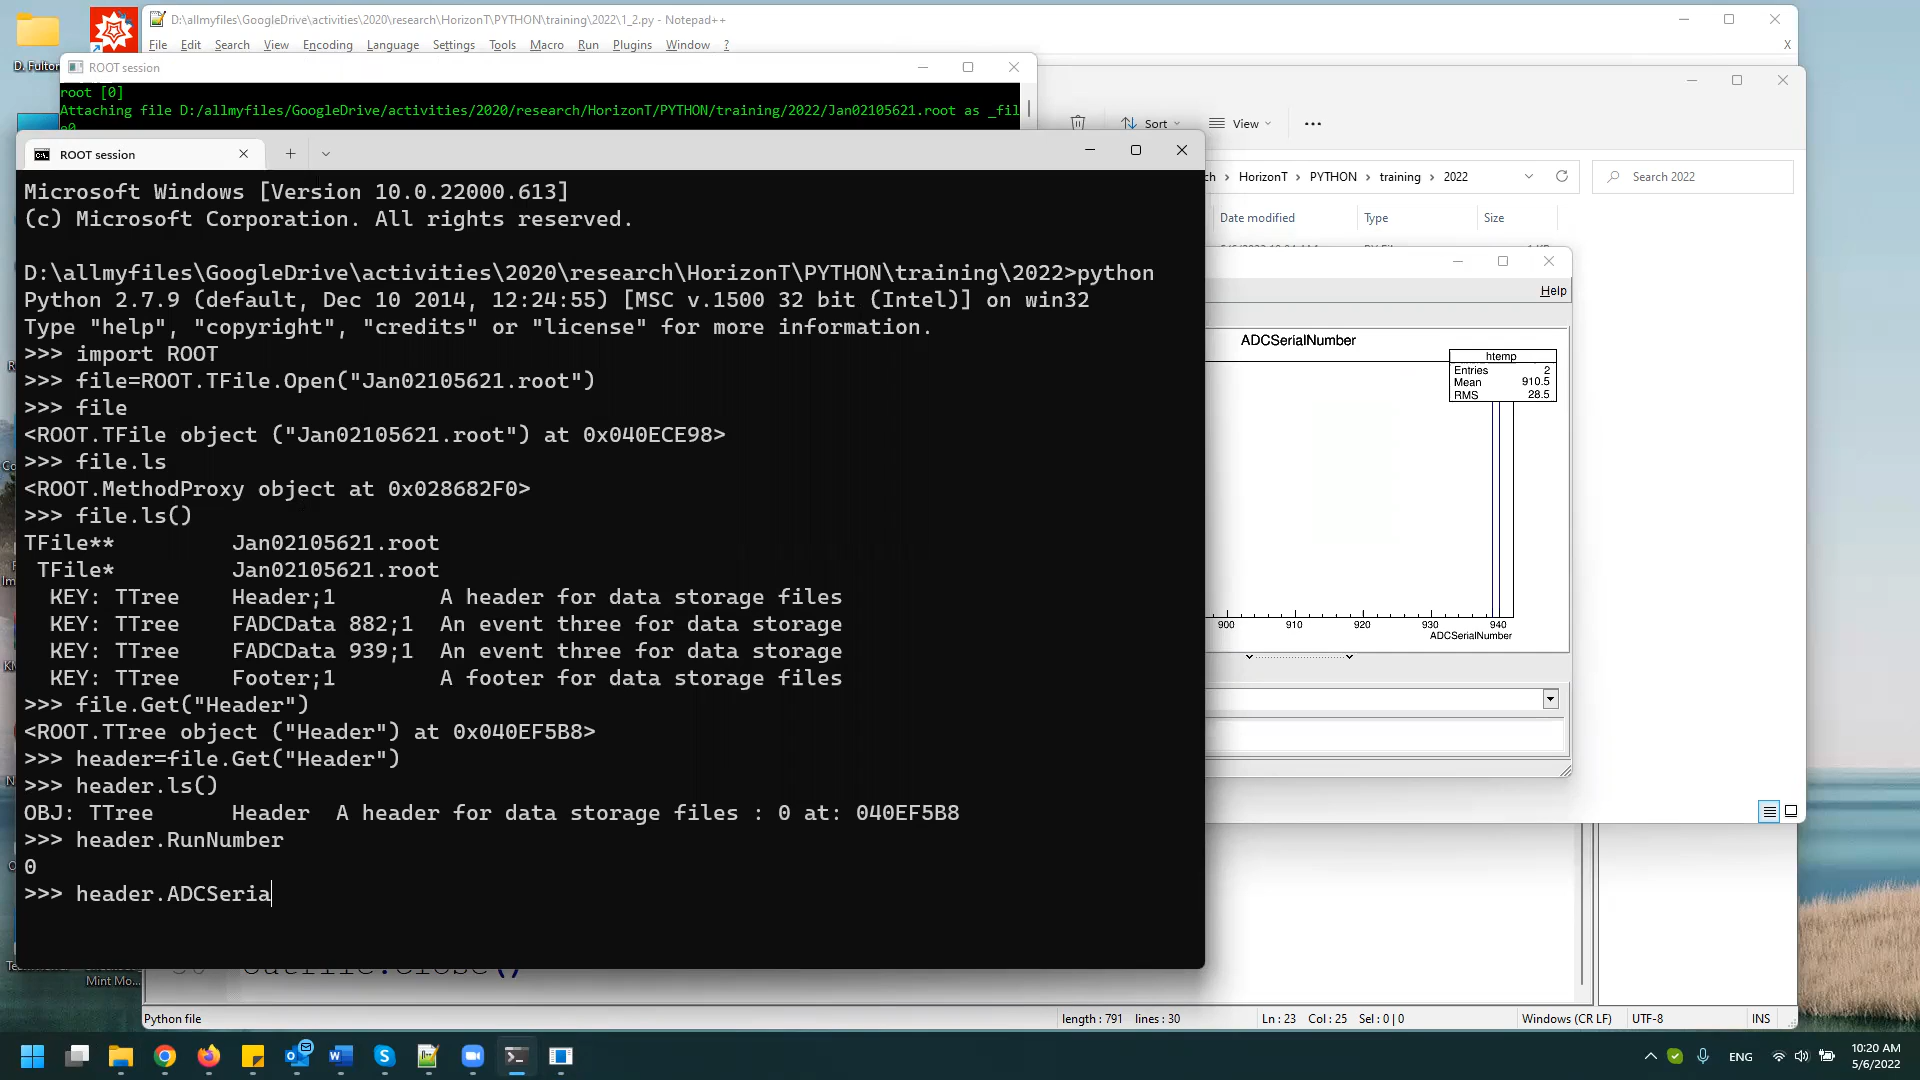 D:\allmyfiles\GoogleDrive\activities\2020\research\HorizonT\PYTHON\training\2022\1_2.py - Notepad++
D. Fulton
File Edit Search View Encoding Language Settings Tools Macro Run Plugins Window ? X
ROOT session
root [0]
Attaching file D:/allmyfiles/GoogleDrive/activities/2020/research/HorizonT/PYTHON/training/2022/Jan02105621.root as _fil
e0
Sort View
ROOT session
HorizonT PYTHON training 2022 Search 2022
Date modified Type Size
Microsoft Windows [Version 10.0.22000.613]
(c) Microsoft Corporation. All rights reserved.
D:\allmyfiles\GoogleDrive\activities\2020\research\HorizonT\PYTHON\training\2022>python
Python 2.7.9 (default, Dec 10 2014, 12:24:55) [MSC v.1500 32 bit (Intel)] on win32
Type "help", "copyright", "credits" or "license" for more information.
>>> import ROOT
>>> file=ROOT.TFile.Open("Jan02105621.root")
>>> file
<ROOT.TFile object ("Jan02105621.root") at 0x040ECE98>
>>> file.ls
<ROOT.MethodProxy object at 0x028682F0>
>>> file.ls()
TFile** Jan02105621.root
TFile* Jan02105621.root
KEY: TTree Header;1 A header for data storage files
KEY: TTree FADCData 882;1 An event three for data storage
KEY: TTree FADCData 939;1 An event three for data storage
KEY: TTree Footer;1 A footer for data storage files
>>> file.Get("Header")
<ROOT.TTree object ("Header") at 0x040EF5B8>
>>> header=file.Get("Header")
>>> header.ls()
OBJ: TTree Header A header for data storage files : 0 at: 040EF5B8
>>> header.RunNumber
0
>>> header.ADCSeria
Help
ADCSerialNumber
htemp
Entries 2
Mean 910.5
RMS 28.5
900 910 920 930 940
ADCSerialNumber
Mint Mo...
Python file length : 791 lines : 30 Ln : 23 Col : 25 Sel : 0 | 0 Windows (CR LF) UTF-8 INS
ENG
10:20 AM
5/6/2022